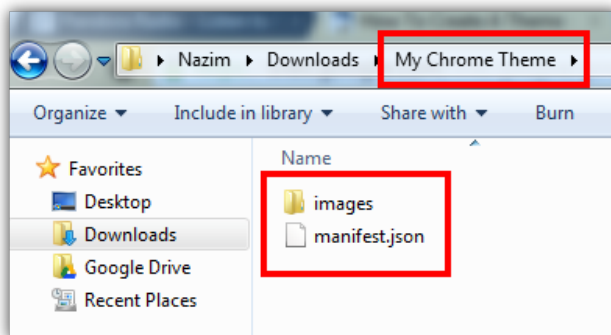 Nazim Downloads My Chrome Theme
Organize Include in library Share with Burn
Name
Favorites
Desktop
Downloads
Google Drive
Recent Places
images
manifest.json